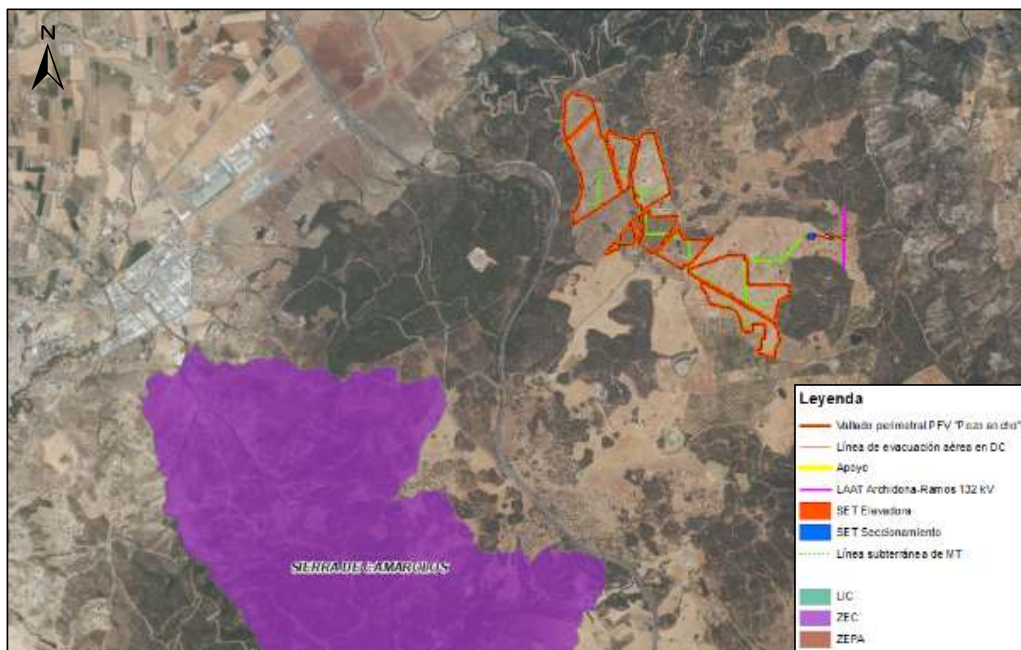 N
SIERRA DE CAMAROLOS
Leyenda
Vallado perimetral PFV "Pozo ancho"
Línea de evacuación aérea en DC
Apoyo
LAAT Archidona-Ramos 132 kV
SET Elevadora
SET Seccionamiento
Línea subterránea de MT
LIC
ZEC
ZEPA